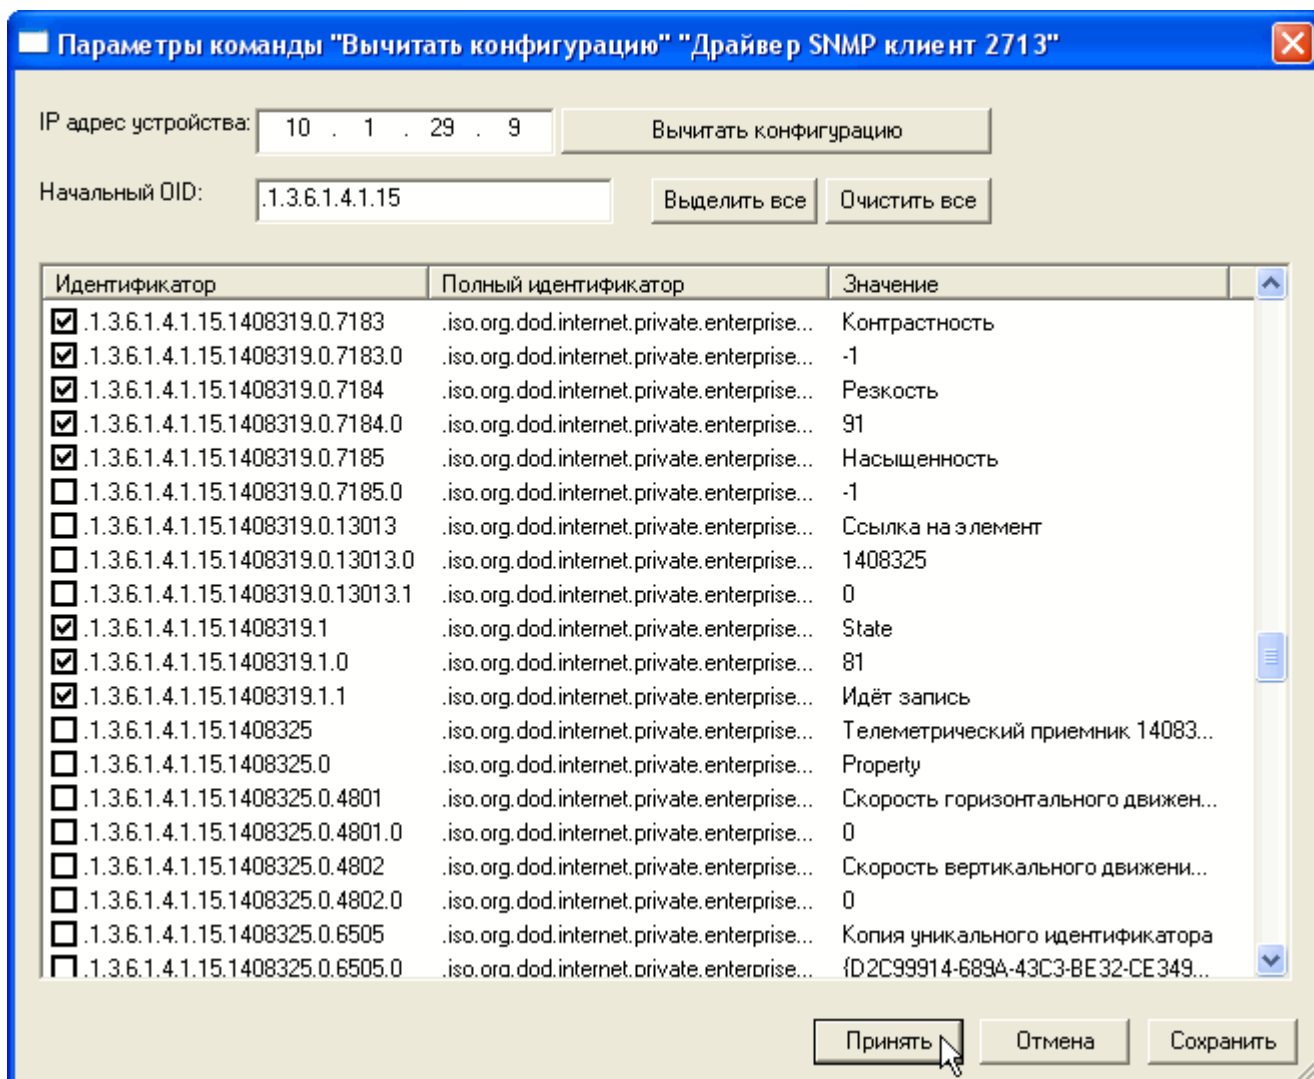 Параметры команды "Вычитать конфигурацию" "Драйвер SNMP клиент 2713"
IP адрес устройства: 10 . 1 . 29 . 9 Вычитать конфигурацию
Начальный OID: .1.3.6.1.4.1.15 Выделить все Очистить все
Идентификатор Полный идентификатор Значение
.1.3.6.1.4.1.15.1408319.0.7183 .iso.org.dod.internet.private.enterprise... Контрастность
.1.3.6.1.4.1.15.1408319.0.7183.0 .iso.org.dod.internet.private.enterprise... -1
.1.3.6.1.4.1.15.1408319.0.7184 .iso.org.dod.internet.private.enterprise... Резкость
.1.3.6.1.4.1.15.1408319.0.7184.0 .iso.org.dod.internet.private.enterprise... 91
.1.3.6.1.4.1.15.1408319.0.7185 .iso.org.dod.internet.private.enterprise... Насыщенность
.1.3.6.1.4.1.15.1408319.0.7185.0 .iso.org.dod.internet.private.enterprise... -1
.1.3.6.1.4.1.15.1408319.0.13013 .iso.org.dod.internet.private.enterprise... Ссылка на элемент
.1.3.6.1.4.1.15.1408319.0.13013.0 .iso.org.dod.internet.private.enterprise... 1408325
.1.3.6.1.4.1.15.1408319.0.13013.1 .iso.org.dod.internet.private.enterprise... 0
.1.3.6.1.4.1.15.1408319.1 .iso.org.dod.internet.private.enterprise... State
.1.3.6.1.4.1.15.1408319.1.0 .iso.org.dod.internet.private.enterprise... 81
.1.3.6.1.4.1.15.1408319.1.1 .iso.org.dod.internet.private.enterprise... Идёт запись
.1.3.6.1.4.1.15.1408325 .iso.org.dod.internet.private.enterprise... Телеметрический приемник 14083...
.1.3.6.1.4.1.15.1408325.0 .iso.org.dod.internet.private.enterprise... Property
.1.3.6.1.4.1.15.1408325.0.4801 .iso.org.dod.internet.private.enterprise... Скорость горизонтального движен...
.1.3.6.1.4.1.15.1408325.0.4801.0 .iso.org.dod.internet.private.enterprise... 0
.1.3.6.1.4.1.15.1408325.0.4802 .iso.org.dod.internet.private.enterprise... Скорость вертикального движени...
.1.3.6.1.4.1.15.1408325.0.4802.0 .iso.org.dod.internet.private.enterprise... 0
.1.3.6.1.4.1.15.1408325.0.6505 .iso.org.dod.internet.private.enterprise... Копия уникального идентификатора
.1.3.6.1.4.1.15.1408325.0.6505.0 .iso.org.dod.internet.private.enterprise... {D2C99914-689A-43C3-BE32-CE349...
Принять Отмена Сохранить